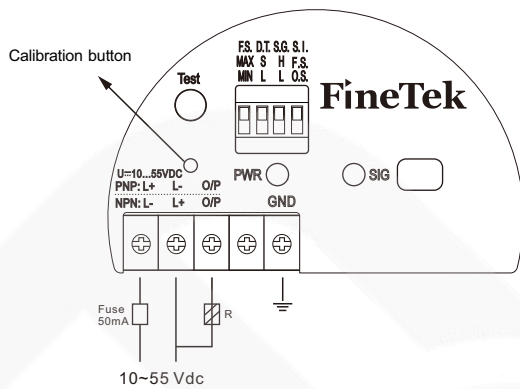 Calibration button
Test
F.S. D.T. S.G. S.I.
MAX S H F.S.
MIN L L O.S.
FineTek
U⎓10...55VDC
PNP: L+ L- O/P
NPN: L- L+ O/P
PWR
SIG
GND
Fuse
50mA
R
10~55 Vdc